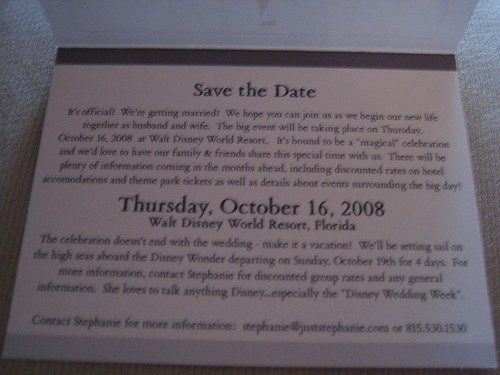 Save the Date
It's official! We're getting married! We hope you can join us as we begin our new life
together as husband and wife. The big event will be taking place on Thursday,
October 16, 2008 at Walt Disney World Resort. It's bound to be a "magical" celebration
and we'd love to have our family & friends share this special time with us. There will be
plenty of information coming in the months ahead, including discounted rates on hotel
accomodations and theme park tickets as well as details about events surrounding the big day!
Thursday, October 16, 2008
Walt Disney World Resort, Florida
The celebration doesn't end with the wedding - make it a vacation! We'll be setting sail on
the high seas aboard the Disney Wonder departing on Sunday, October 19th for 4 days. For
more information, contact Stephanie for discounted group rates and any general
information. She loves to talk anything Disney...especially the "Disney Wedding Week".
Contact Stephanie for more information: stephanie@juststephanie.com or 815.530.1530